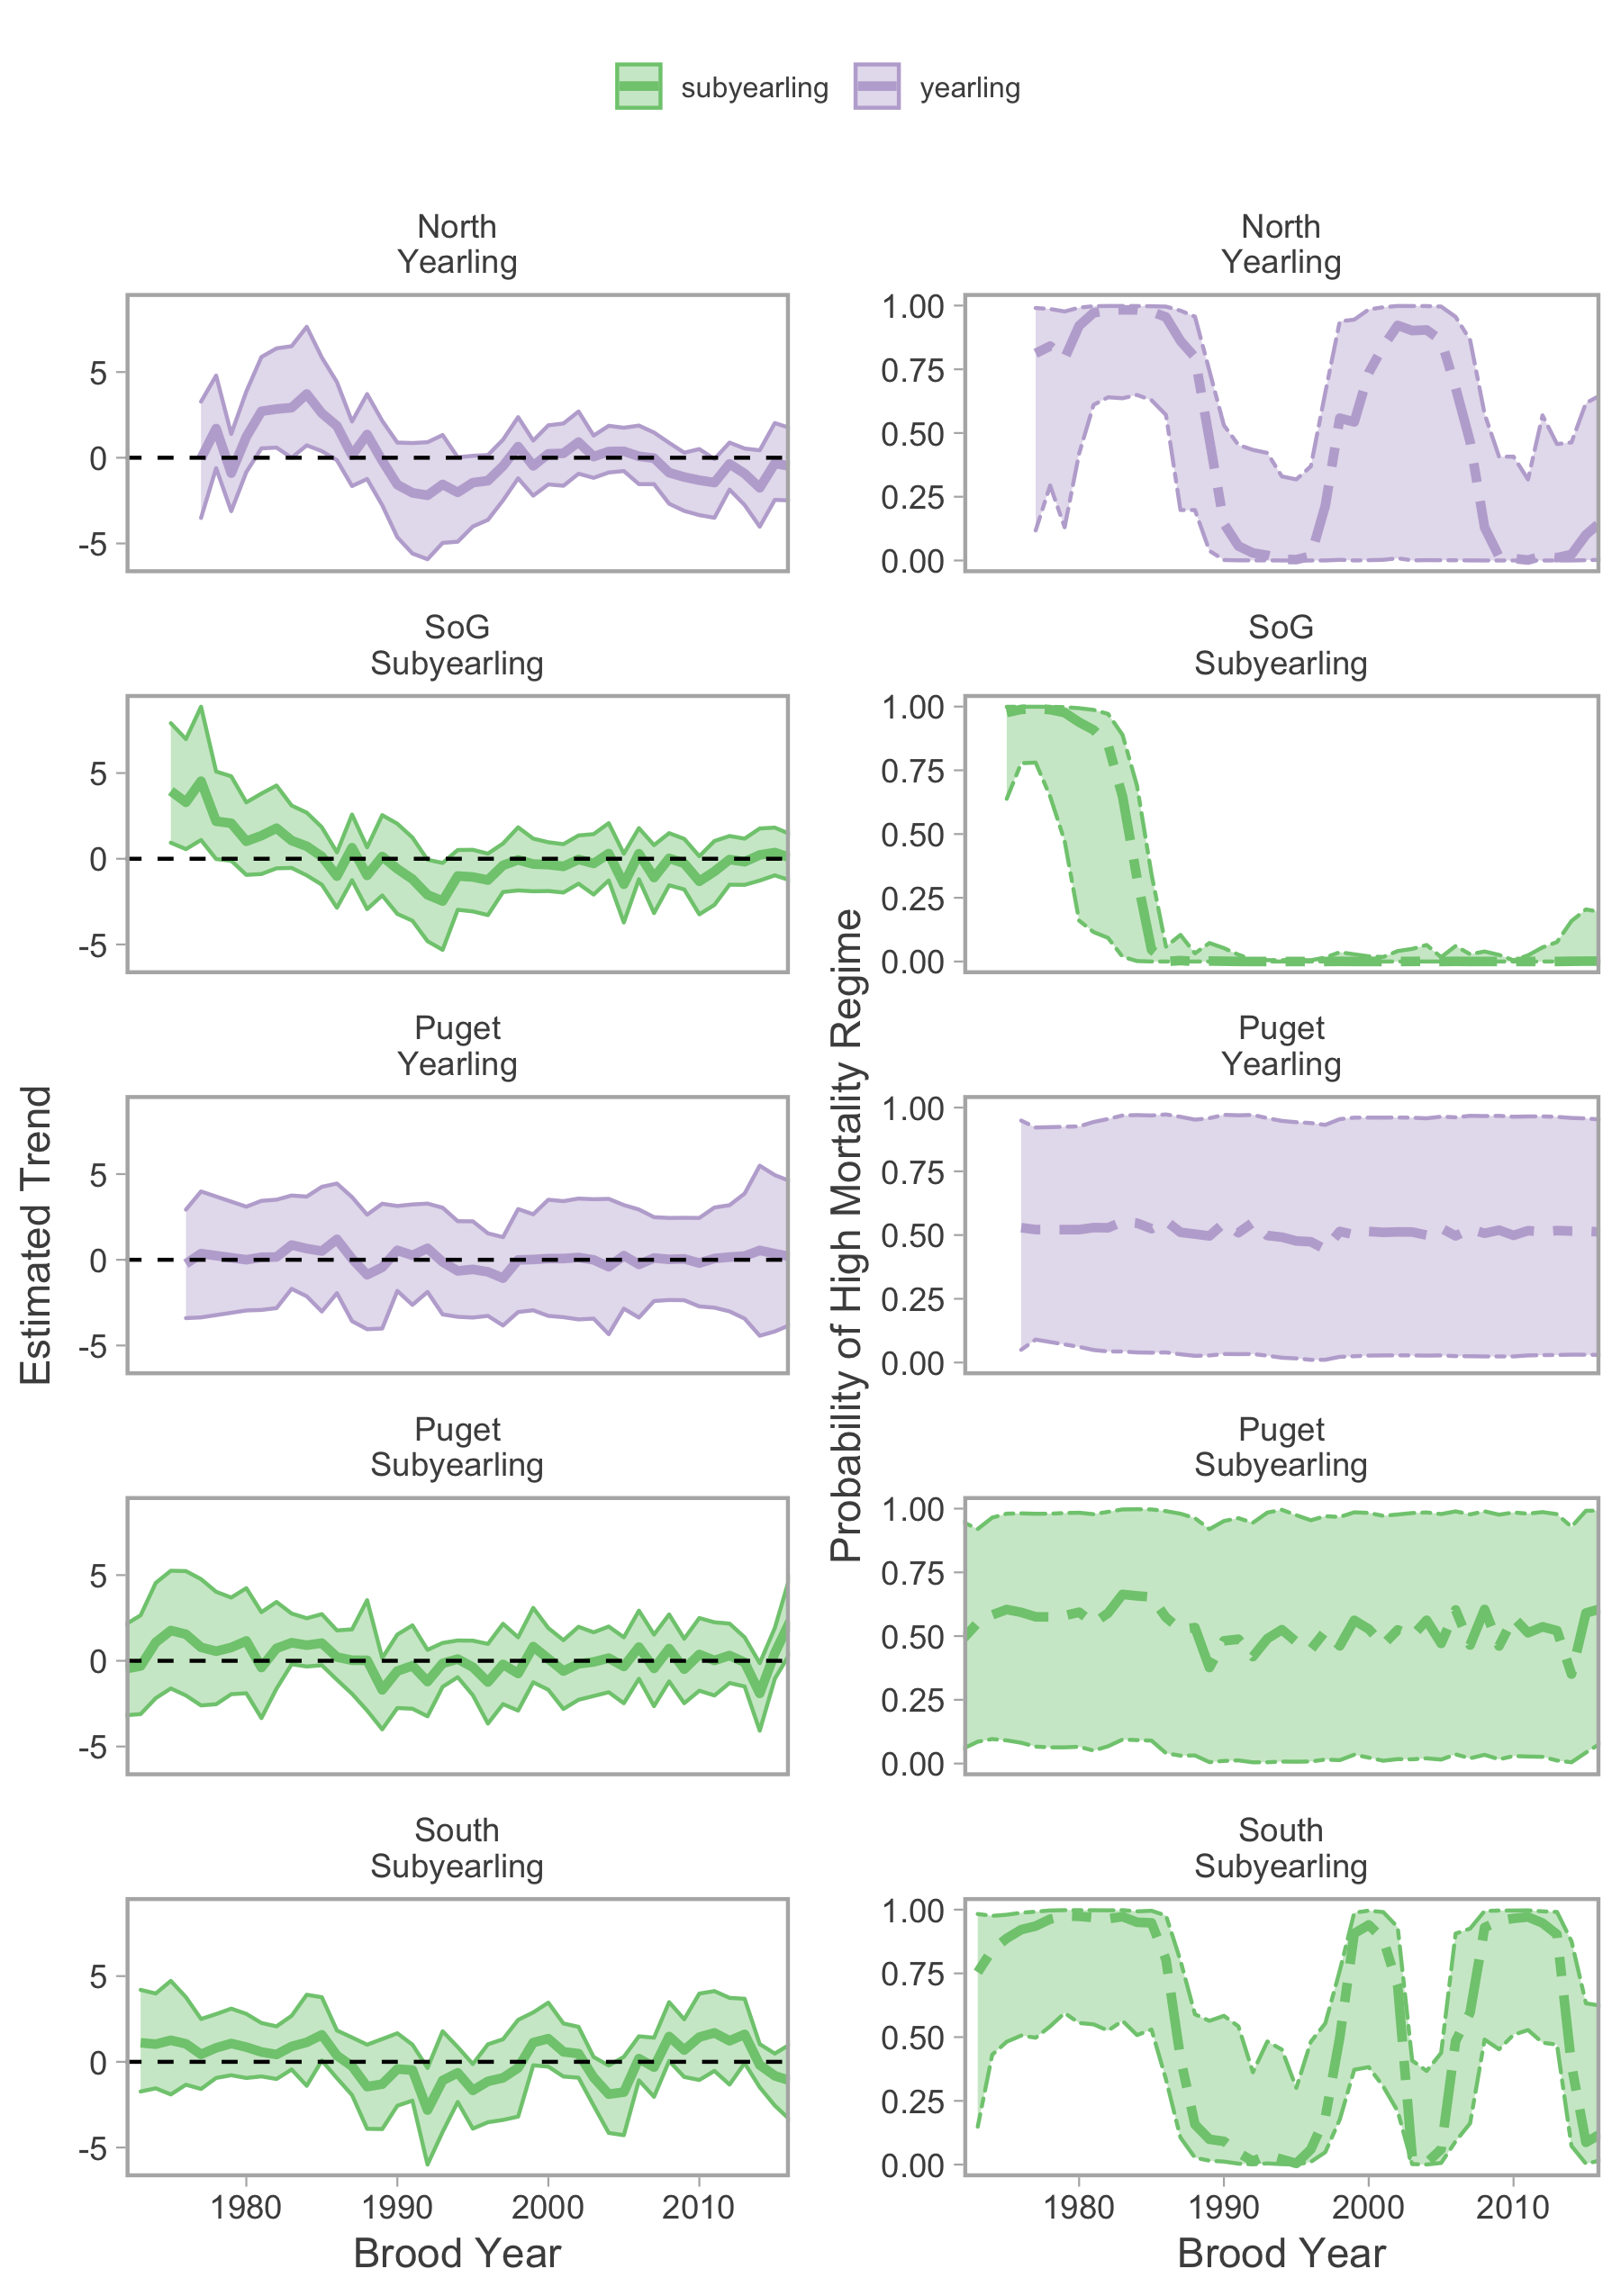 subyearling yearling
North
Yearling
North
Yearling
5
0
-5
1.00
0.75
0.50
0.25
0.00
SoG
Subyearling
SoG
Subyearling
5
0
-5
1.00
0.75
0.50
0.25
0.00
Puget
Yearling
Puget
Yearling
5
0
-5
1.00
0.75
0.50
0.25
0.00
Puget
Subyearling
Puget
Subyearling
5
0
-5
1.00
0.75
0.50
0.25
0.00
South
Subyearling
South
Subyearling
5
0
-5
1.00
0.75
0.50
0.25
0.00
1980 1990 2000 2010
1980 1990 2000 2010
Brood Year
Brood Year
Estimated Trend
Probability of High Mortality Regime